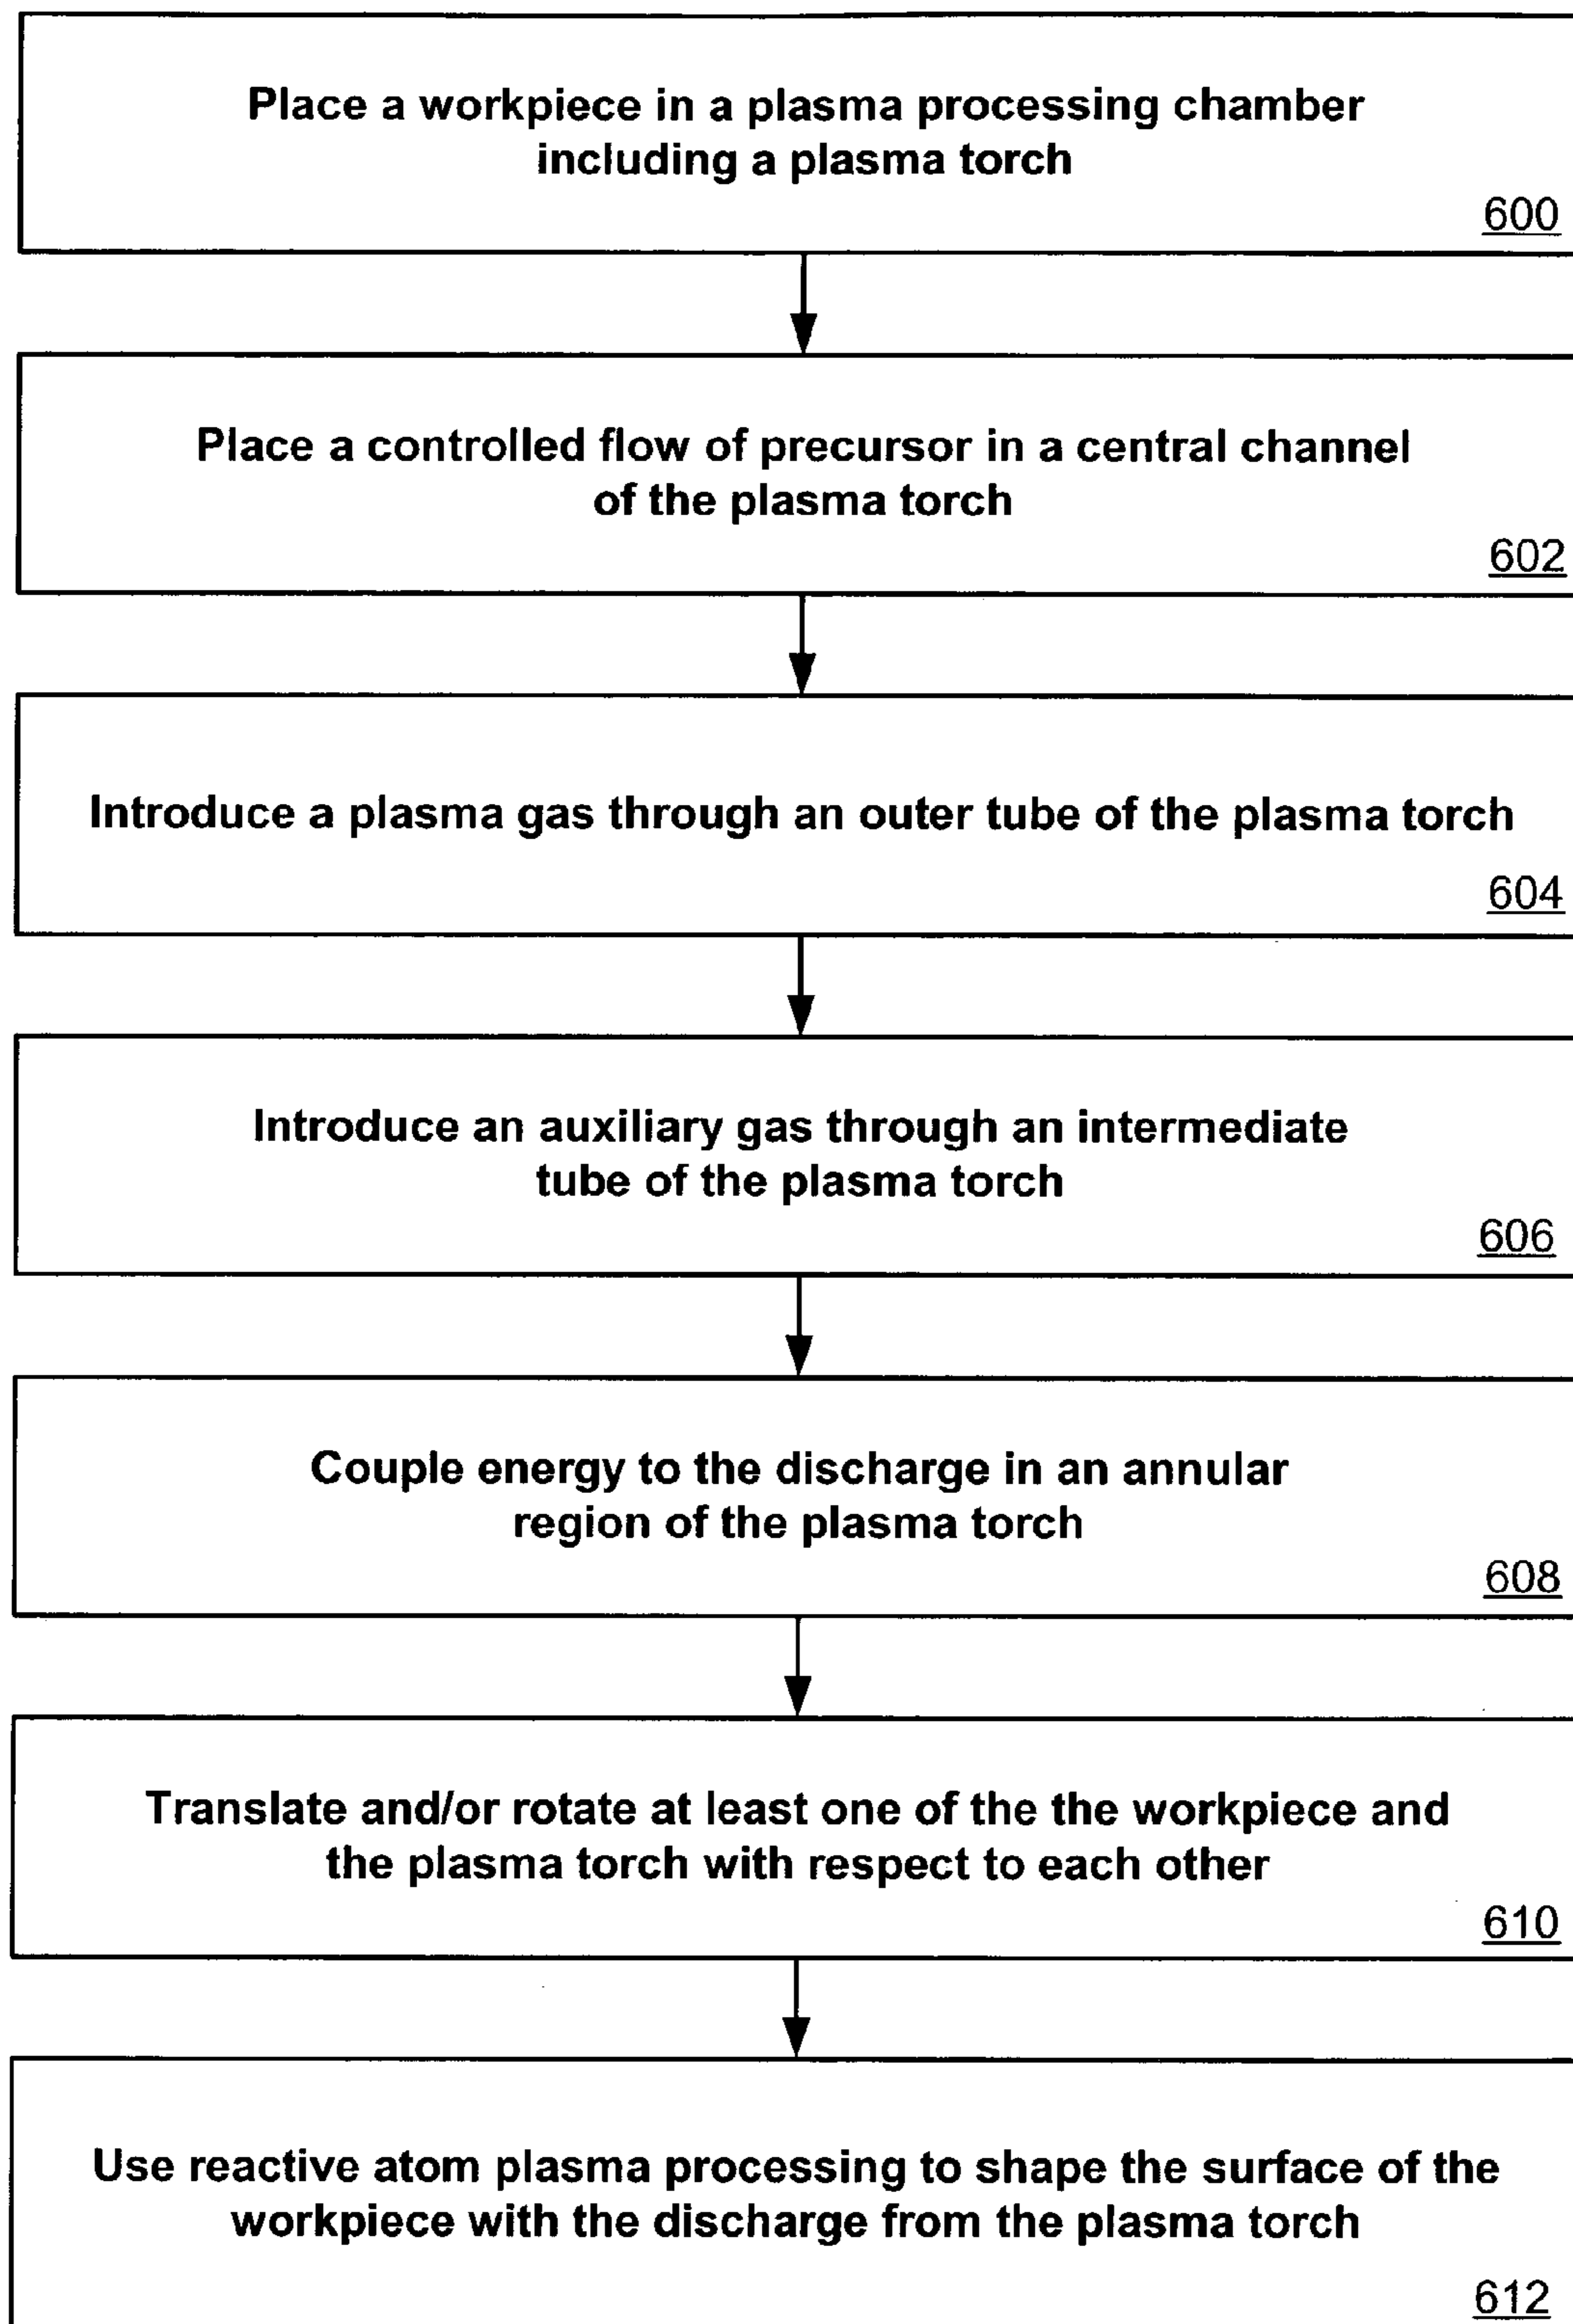 Place a workpiece in a plasma processing chamber
including a plasma torch
600
Place a controlled flow of precursor in a central channel
of the plasma torch
602
Introduce a plasma gas through an outer tube of the plasma torch
604
Introduce an auxiliary gas through an intermediate
tube of the plasma torch
606
Couple energy to the discharge in an annular
region of the plasma torch
608
Translate and/or rotate at least one of the the workpiece and
the plasma torch with respect to each other
610
Use reactive atom plasma processing to shape the surface of the
workpiece with the discharge from the plasma torch
612